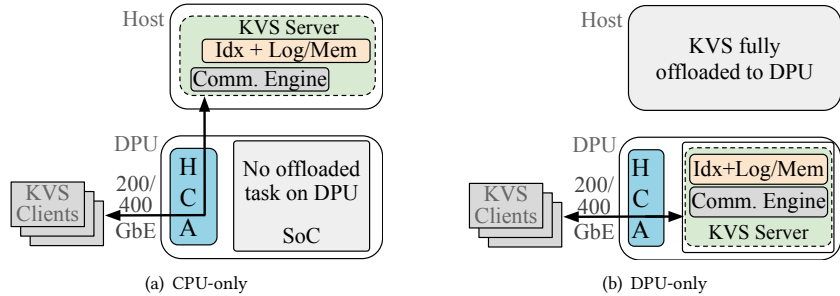 Host
KVS Server
Idx + Log/Mem
Comm. Engine
DPU
H
C
A
No offloaded
task on DPU
SoC
KVS
Clients
200/
400
GbE
(a) CPU-only
Host
KVS fully
offloaded to DPU
DPU
H
C
A
Idx+Log/Mem
Comm. Engine
KVS Server
KVS
Clients
200/
400
GbE
(b) DPU-only